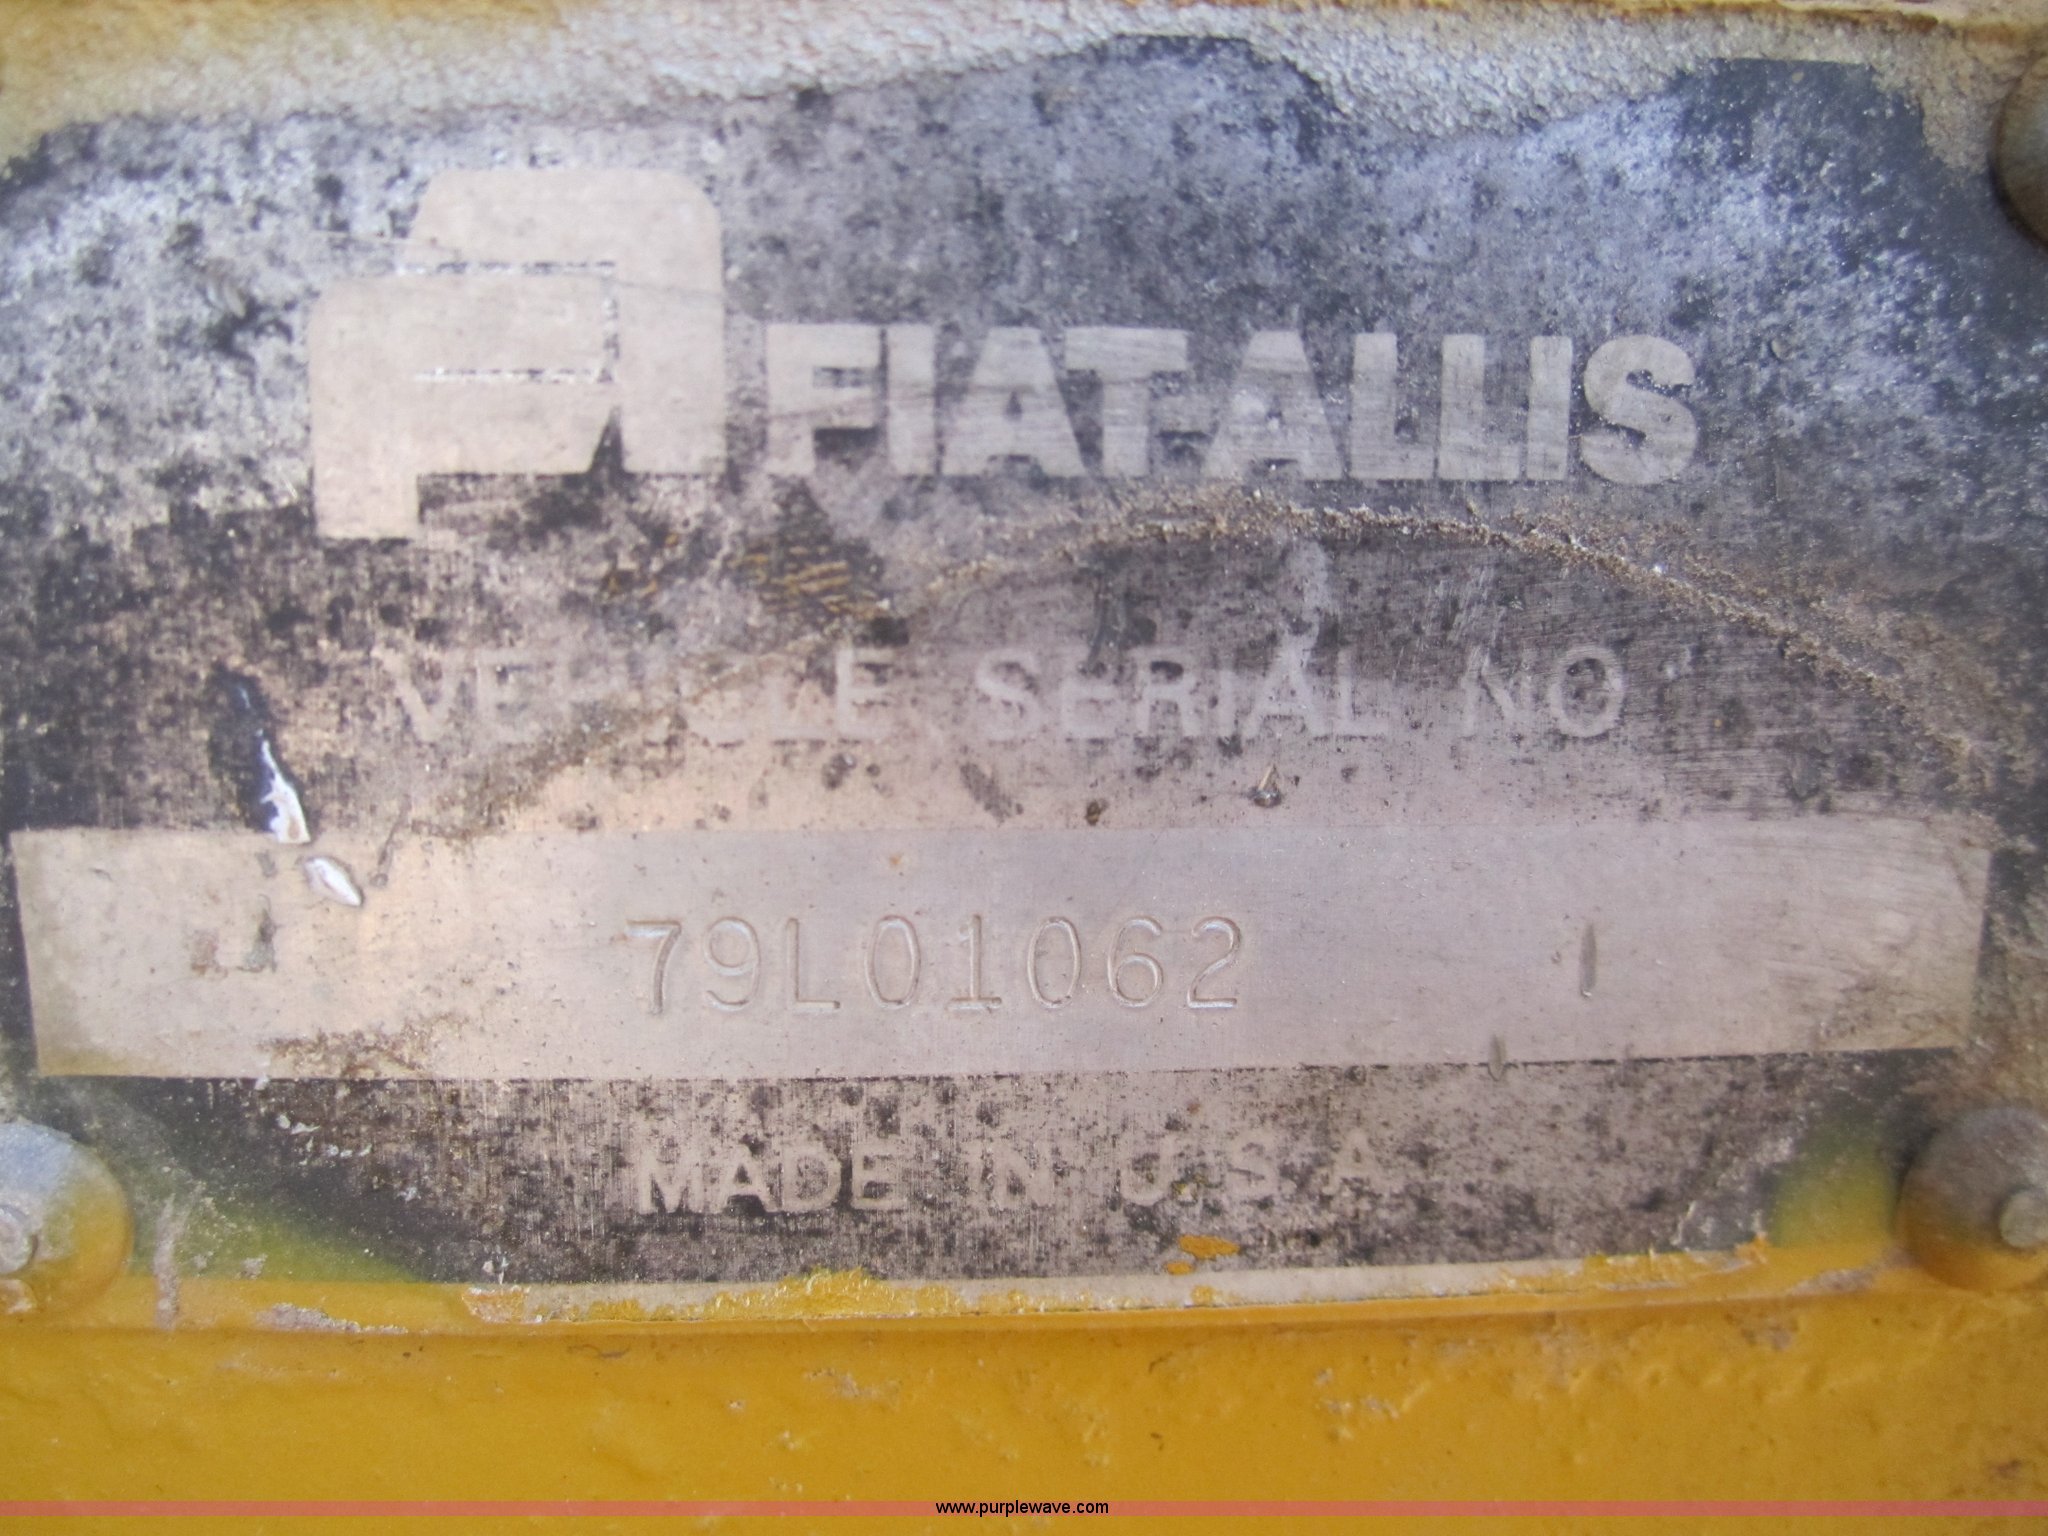 FIAT-ALLIS
VEHICLE SERIAL NO
79L01062
MADE IN U.S.A.
www.purplewave.com